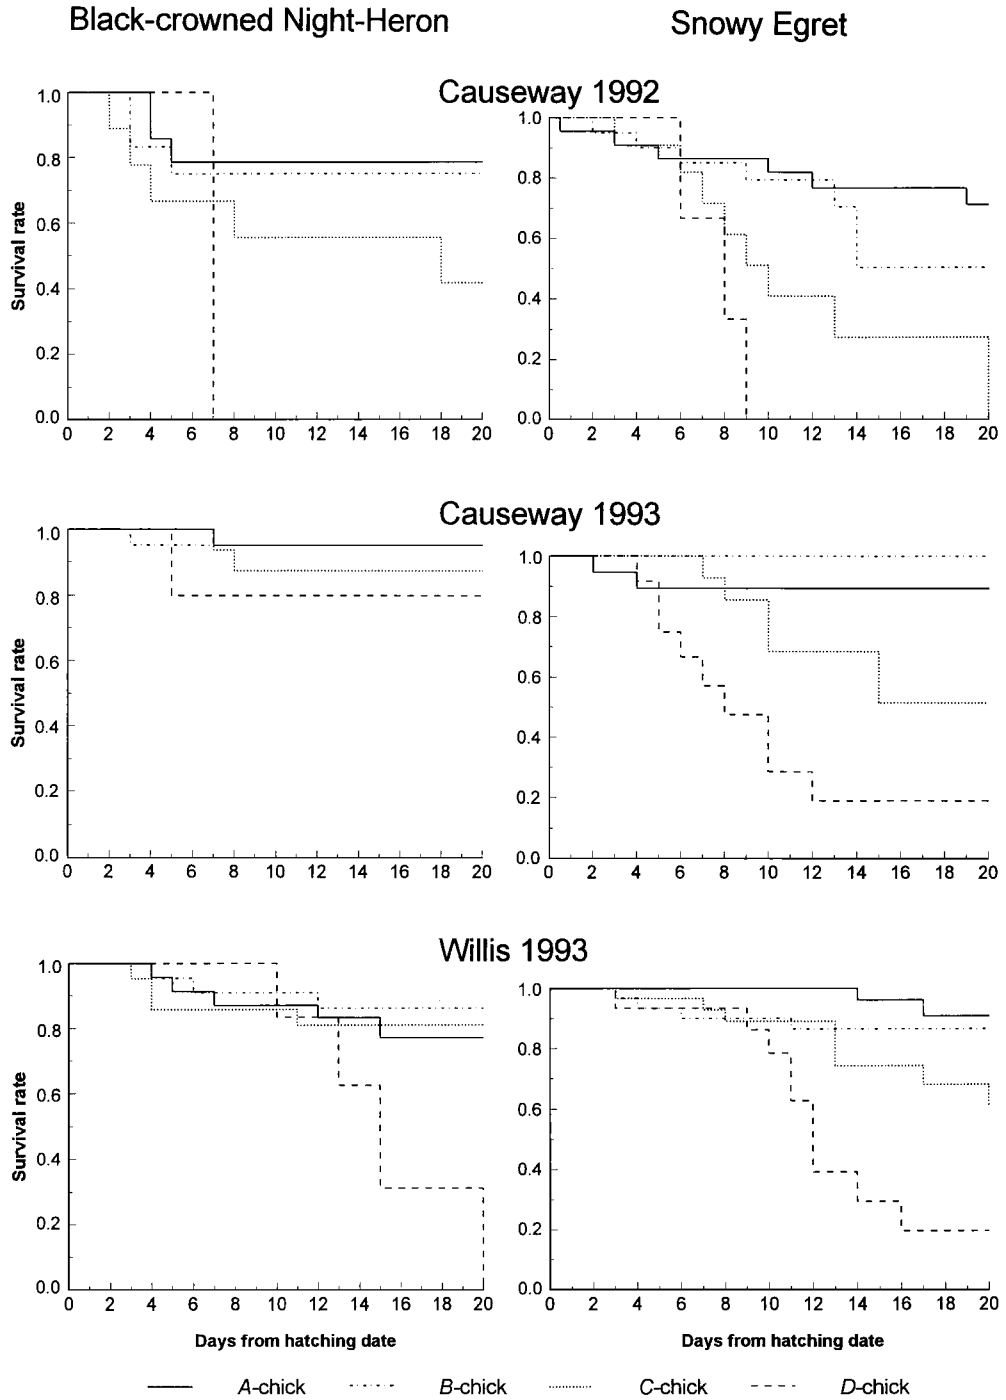 Black-crowned Night-Heron Snowy Egret
Causeway 1992
Survival rate
1.0
0.8
0.6
0.4
0.2
0.0
0 2 4 6 8 10 12 14 16 18 20
1.0
0.8
0.6
0.4
0.2
0.0
0 2 4 6 8 10 12 14 16 18 20
Causeway 1993
Survival rate
1.0
0.8
0.6
0.4
0.2
0.0
0 2 4 6 8 10 12 14 16 18 20
1.0
0.8
0.6
0.4
0.2
0.0
0 2 4 6 8 10 12 14 16 18 20
Willis 1993
Survival rate
1.0
0.8
0.6
0.4
0.2
0.0
0 2 4 6 8 10 12 14 16 18 20
Days from hatching date
1.0
0.8
0.6
0.4
0.2
0.0
0 2 4 6 8 10 12 14 16 18 20
Days from hatching date
A-chick B-chick C-chick D-chick